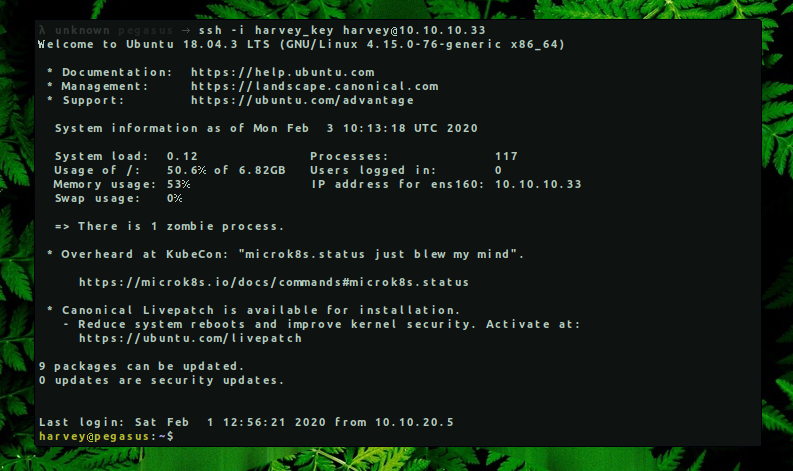 λ unknown pegasus → ssh -i harvey_key harvey@10.10.10.33
Welcome to Ubuntu 18.04.3 LTS (GNU/Linux 4.15.0-76-generic x86_64)
* Documentation: https://help.ubuntu.com
* Management: https://landscape.canonical.com
* Support: https://ubuntu.com/advantage
System information as of Mon Feb 3 10:13:18 UTC 2020
System load: 0.12 Processes: 117
Usage of /: 50.6% of 6.82GB Users logged in: 0
Memory usage: 53% IP address for ens160: 10.10.10.33
Swap usage: 0%
=> There is 1 zombie process.
* Overheard at KubeCon: "microk8s.status just blew my mind".
https://microk8s.io/docs/commands#microk8s.status
* Canonical Livepatch is available for installation.
- Reduce system reboots and improve kernel security. Activate at:
https://ubuntu.com/livepatch
9 packages can be updated.
0 updates are security updates.
Last login: Sat Feb 1 12:56:21 2020 from 10.10.20.5
harvey@pegasus:~$